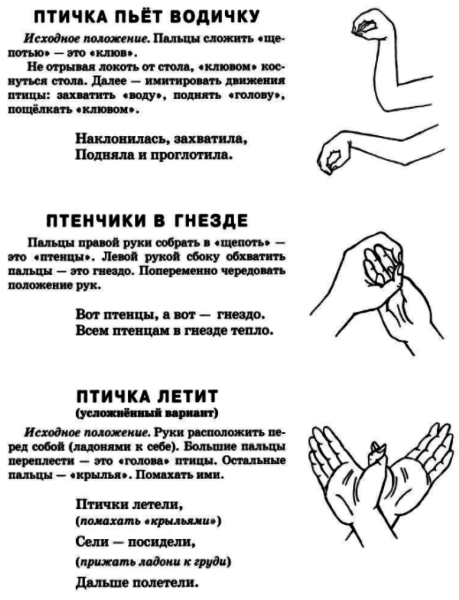 ПТИЧКА ПЬЁТ ВОДИЧКУ
Исходное положение. Пальцы сложить «ще-
потью» — это «клюв».
Не отрывая локоть от стола, «клювом» кос-
нуться стола. Далее — имитировать движения
птицы: захватить «воду», поднять «голову»,
пощёлкать «клювом».
Наклонилась, захватила,
Подняла и проглотила.
ПТЕНЧИКИ В ГНЕЗДЕ
Пальцы правой руки собрать в «щепоть» —
это «птенцы». Левой рукой сбоку обхватить
пальцы — это гнездо. Попеременно чередовать
положение рук.
Вот птенцы, а вот — гнездо.
Всем птенцам в гнезде тепло.
ПТИЧКА ЛЕТИТ
(усложнённый вариант)
Исходное положение. Руки расположить пе-
ред собой (ладонями к себе). Большие пальцы
переплести — это «голова» птицы. Остальные
пальцы — «крылья». Помахать ими.
Птички летели,
(помахать «крыльями»)
Сели — посидели,
(прижать ладони к груди)
Дальше полетели.